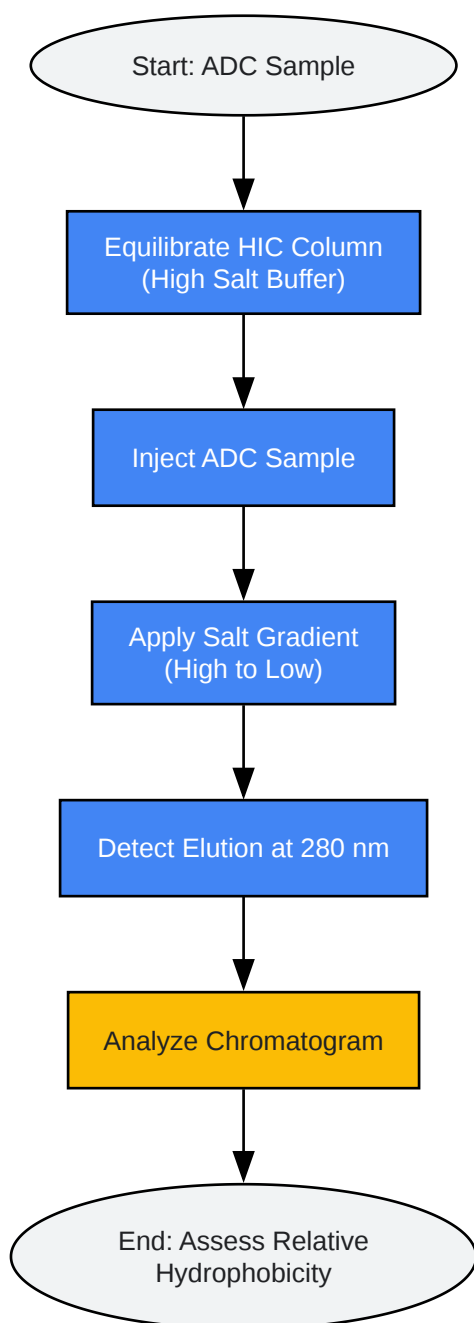 Start: ADC Sample
Equilibrate HIC Column
(High Salt Buffer)
Inject ADC Sample
Apply Salt Gradient
(High to Low)
Detect Elution at 280 nm
Analyze Chromatogram
End: Assess Relative
Hydrophobicity